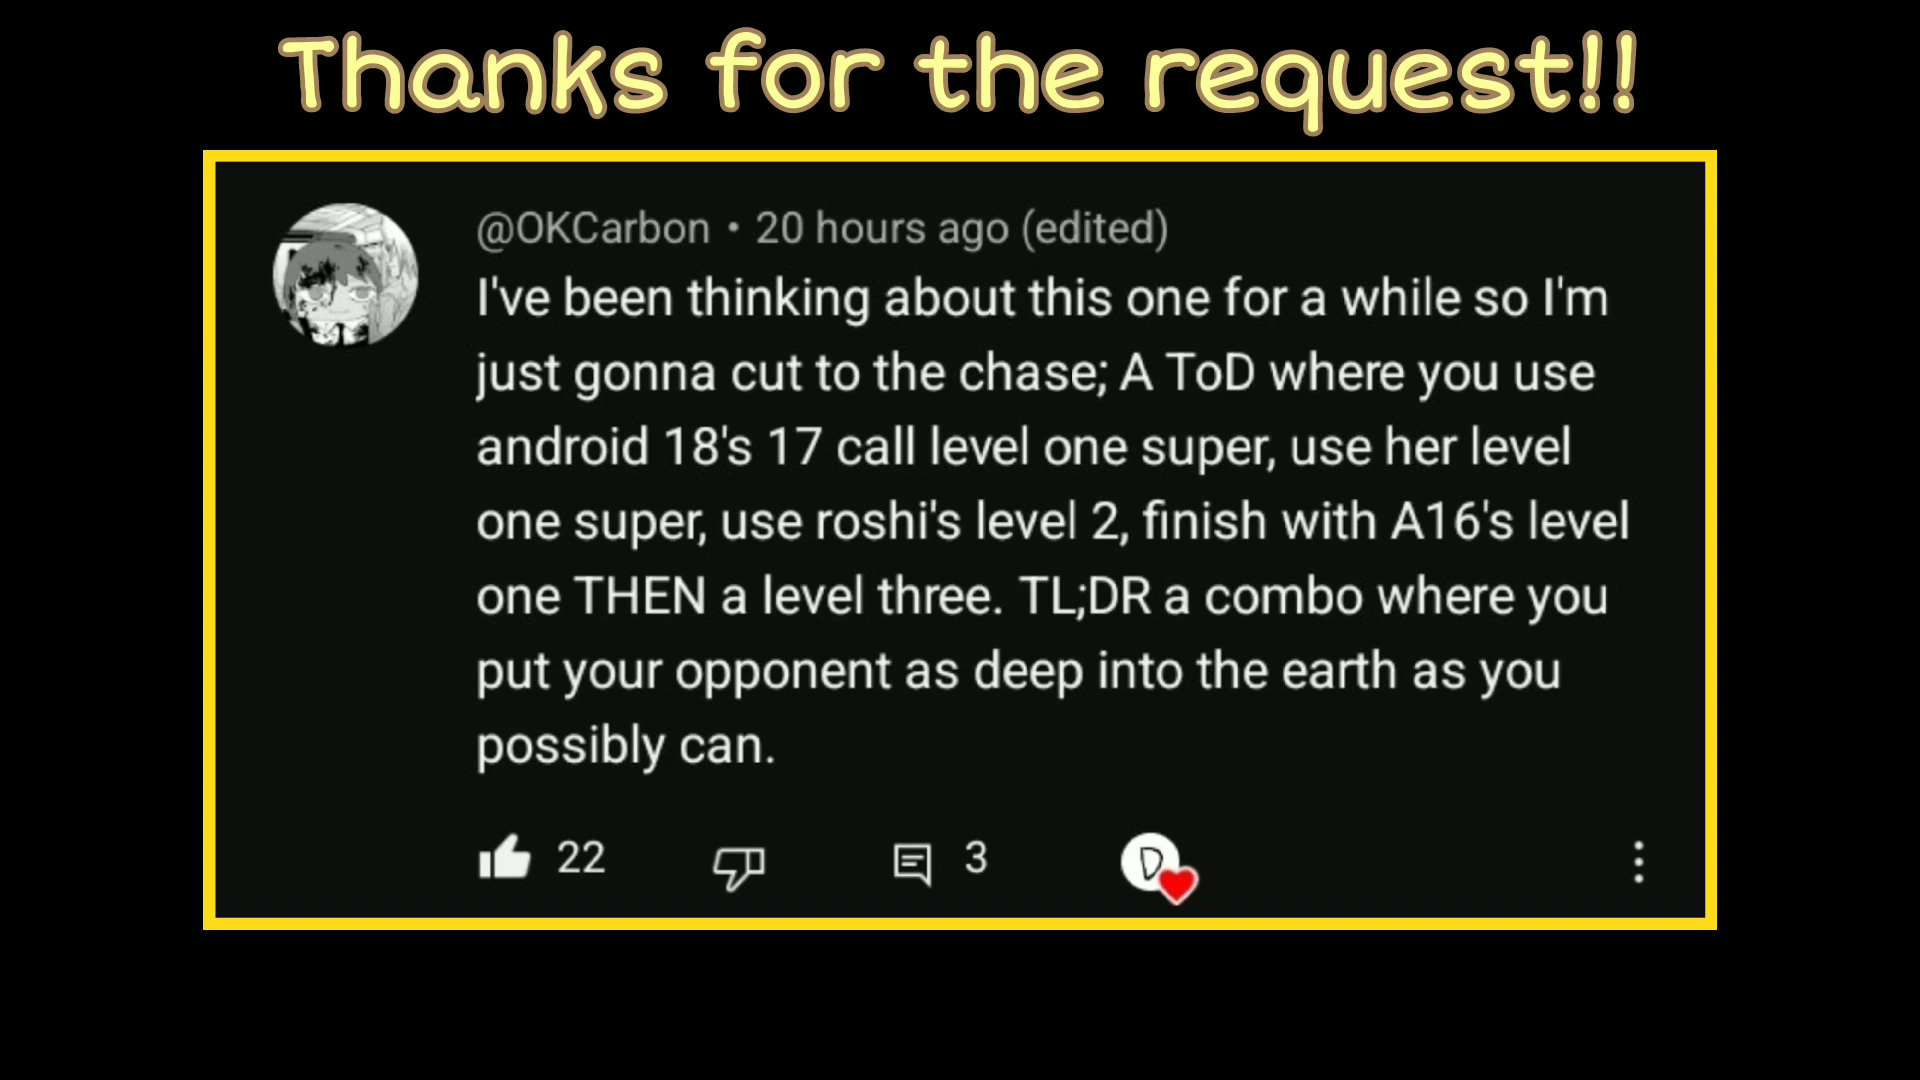 Thanks for the request!!
@OKCarbon • 20 hours ago (edited)
I've been thinking about this one for a while so I'm
just gonna cut to the chase; A ToD where you use
android 18's 17 call level one super, use her level
one super, use roshi's level 2, finish with A16's level
one THEN a level three. TL;DR a combo where you
put your opponent as deep into the earth as you
possibly can.
22
3
D